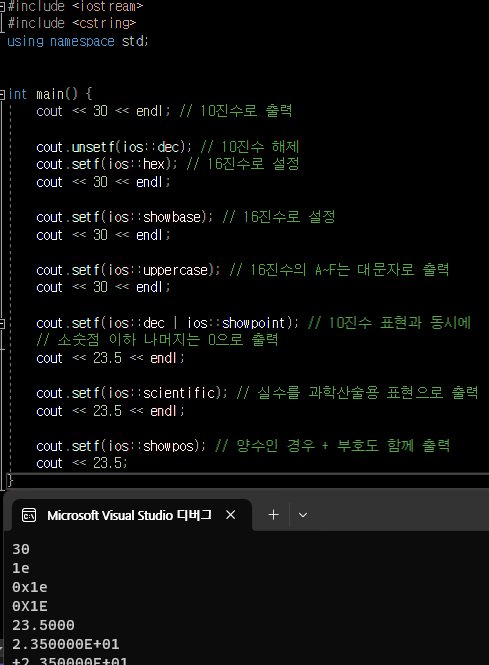 #include <iostream>
#include <cstring>
using namespace std;
int main() {
cout << 30 << endl; // 10진수로 출력
cout.unsetf(ios::dec); // 10진수 해제
cout.setf(ios::hex); // 16진수로 설정
cout << 30 << endl;
cout.setf(ios::showbase); // 16진수로 설정
cout << 30 << endl;
cout.setf(ios::uppercase); // 16진수의 A~F는 대문자로 출력
cout << 30 << endl;
cout.setf(ios::dec | ios::showpoint); // 10진수 표현과 동시에
// 소숫점 이하 나머지는 0으로 출력
cout << 23.5 << endl;
cout.setf(ios::scientific); // 실수를 과학산술용 표현으로 출력
cout << 23.5 << endl;
cout.setf(ios::showpos); // 양수인 경우 + 부호도 함께 출력
cout << 23.5;
}
Microsoft Visual Studio 디버그
30
1e
0x1e
0X1E
23.5000
2.350000E+01
+2.350000E+01